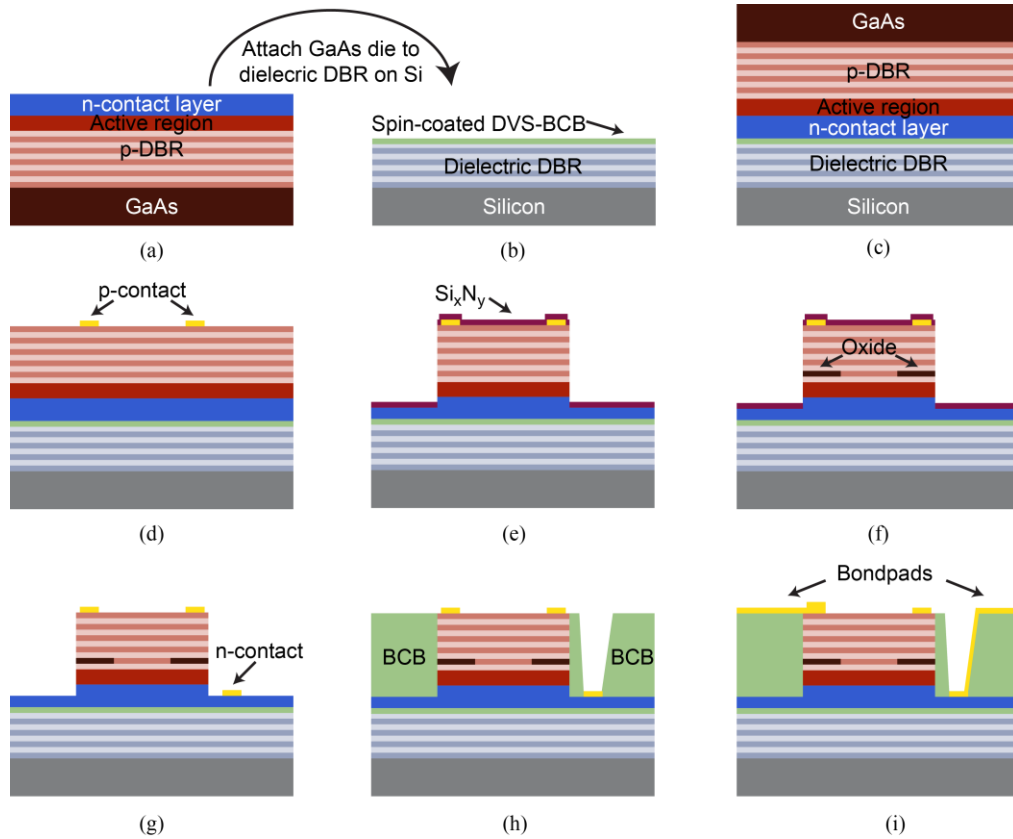 Attach GaAs die to
dielecric DBR on Si
n-contact layer
Active region
p-DBR
GaAs
(a)
Spin-coated DVS-BCB
Dielectric DBR
Silicon
(b)
GaAs
p-DBR
Active region
n-contact layer
Dielectric DBR
Silicon
(c)
p-contact
(d)
SixNy
(e)
Oxide
(f)
n-contact
(g)
BCB
BCB
(h)
Bondpads
(i)